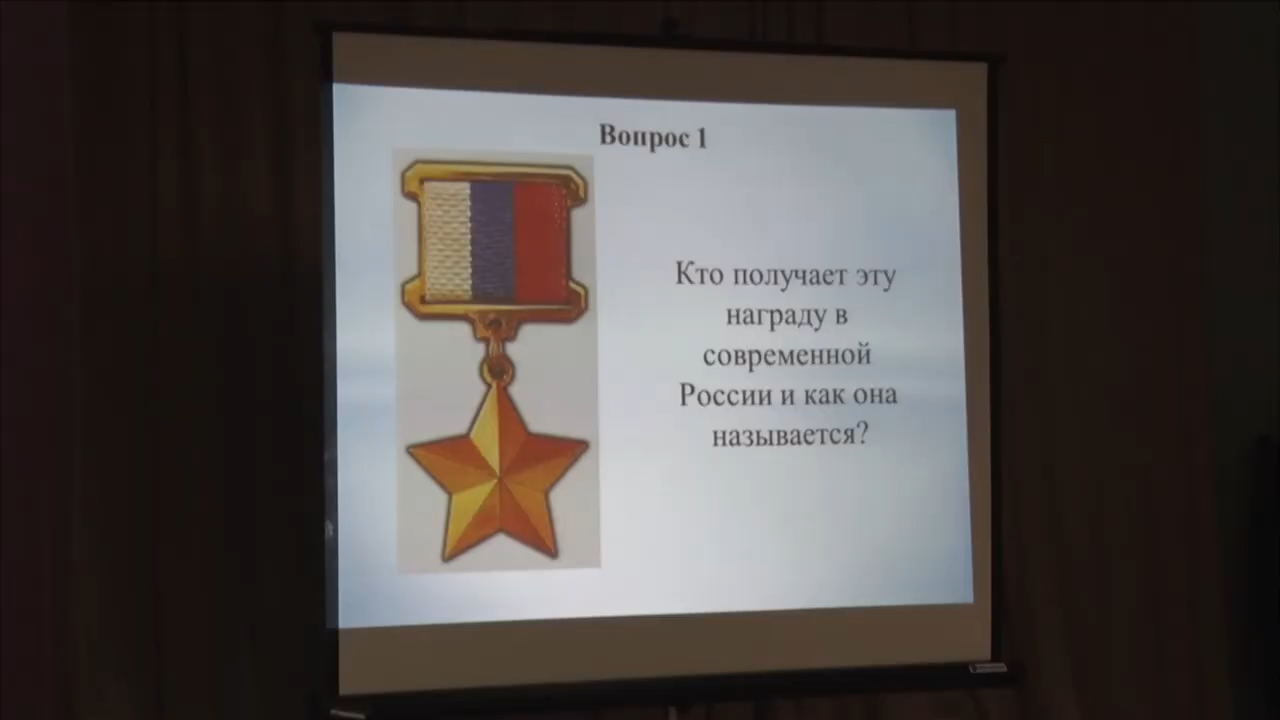 Вопрос 1
Кто получает эту
награду в
современной
России и как она
называется?